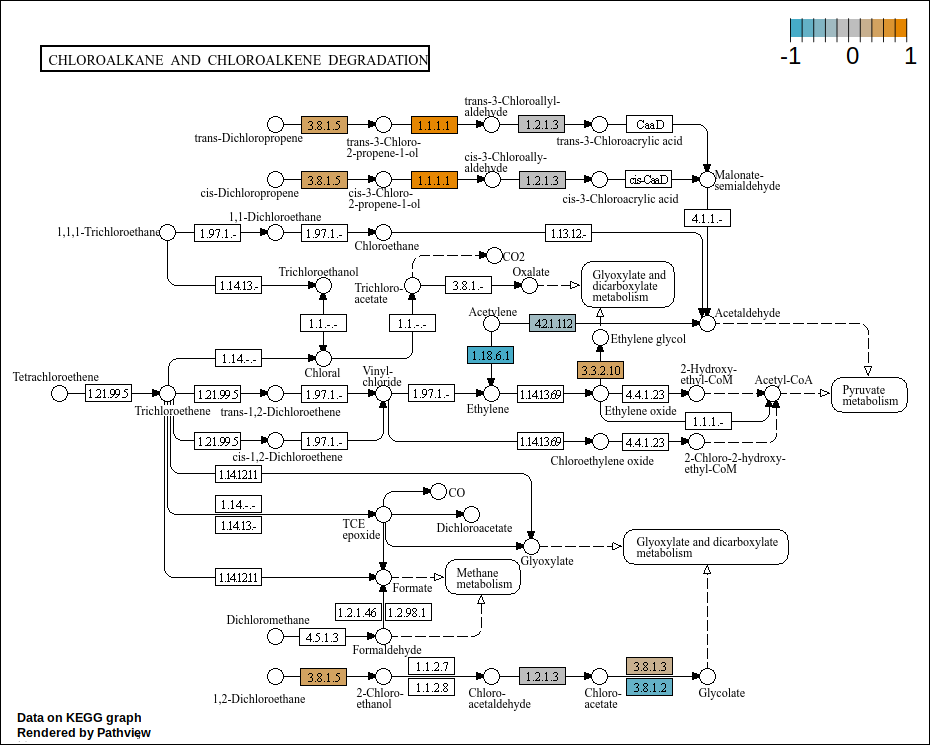 -1 0 1
CHLOROALKANE AND CHLOROALKENE DEGRADATION
trans-3-Chloroallyl-
aldehyde
3.8.1.5 1.1.1.1 1.2.1.3 CaaD
trans-Dichloropropene
trans-3-Chloro-
2-propene-1-ol
trans-3-Chloroacrylic acid
cis-3-Chloroally-
aldehyde
3.8.1.5 1.1.1.1 1.2.1.3 cis-CaaD
Malonate-
semialdehyde
cis-Dichloropropene
cis-3-Chloro-
2-propene-1-ol
cis-3-Chloroacrylic acid
4.1.1.-
1,1-Dichloroethane
1,1,1-Trichloroethane 1.97.1.- 1.97.1.- 1.13.12.-
Chloroethane
CO2
Trichloroethanol
Oxalate
1.14.13.-
Trichloro-
acetate
3.8.1.-
Glyoxylate and
dicarboxylate
metabolism
Acetylene
Acetaldehyde
1.1.-.- 1.1.-.- 4.2.1.112
Ethylene glycol
1.14.-.-
Chloral
1.18.6.1
3.3.2.10
Tetrachloroethene
Vinyl-
chloride
2-Hydroxy-
ethyl-CoM
Acetyl-CoA
1.21.99.5 1.21.99.5 1.97.1.- 1.97.1.- 1.14.13.69 4.4.1.23
Pyruvate
metabolism
Trichloroethene
trans-1,2-Dichloroethene
Ethylene
Ethylene oxide
1.1.1.-
1.21.99.5 1.97.1.- 1.14.13.69 4.4.1.23
cis-1,2-Dichloroethene
Chloroethylene oxide
2-Chloro-2-hydroxy-
ethyl-CoM
1.14.12.11
CO
1.14.-.-
1.14.13.-
TCE
epoxide
Dichloroacetate
Glyoxylate
Glyoxylate and dicarboxylate
metabolism
1.14.12.11
Formate
Methane
metabolism
1.2.1.46 1.2.98.1
Dichloromethane
4.5.1.3
Formaldehyde
3.8.1.5
1.1.2.7
1.1.2.8
1.2.1.3
3.8.1.3
3.8.1.2
1,2-Dichloroethane
2-Chloro-
ethanol
Chloro-
acetaldehyde
Chloro-
acetate
Glycolate
Data on KEGG graph
Rendered by Pathview